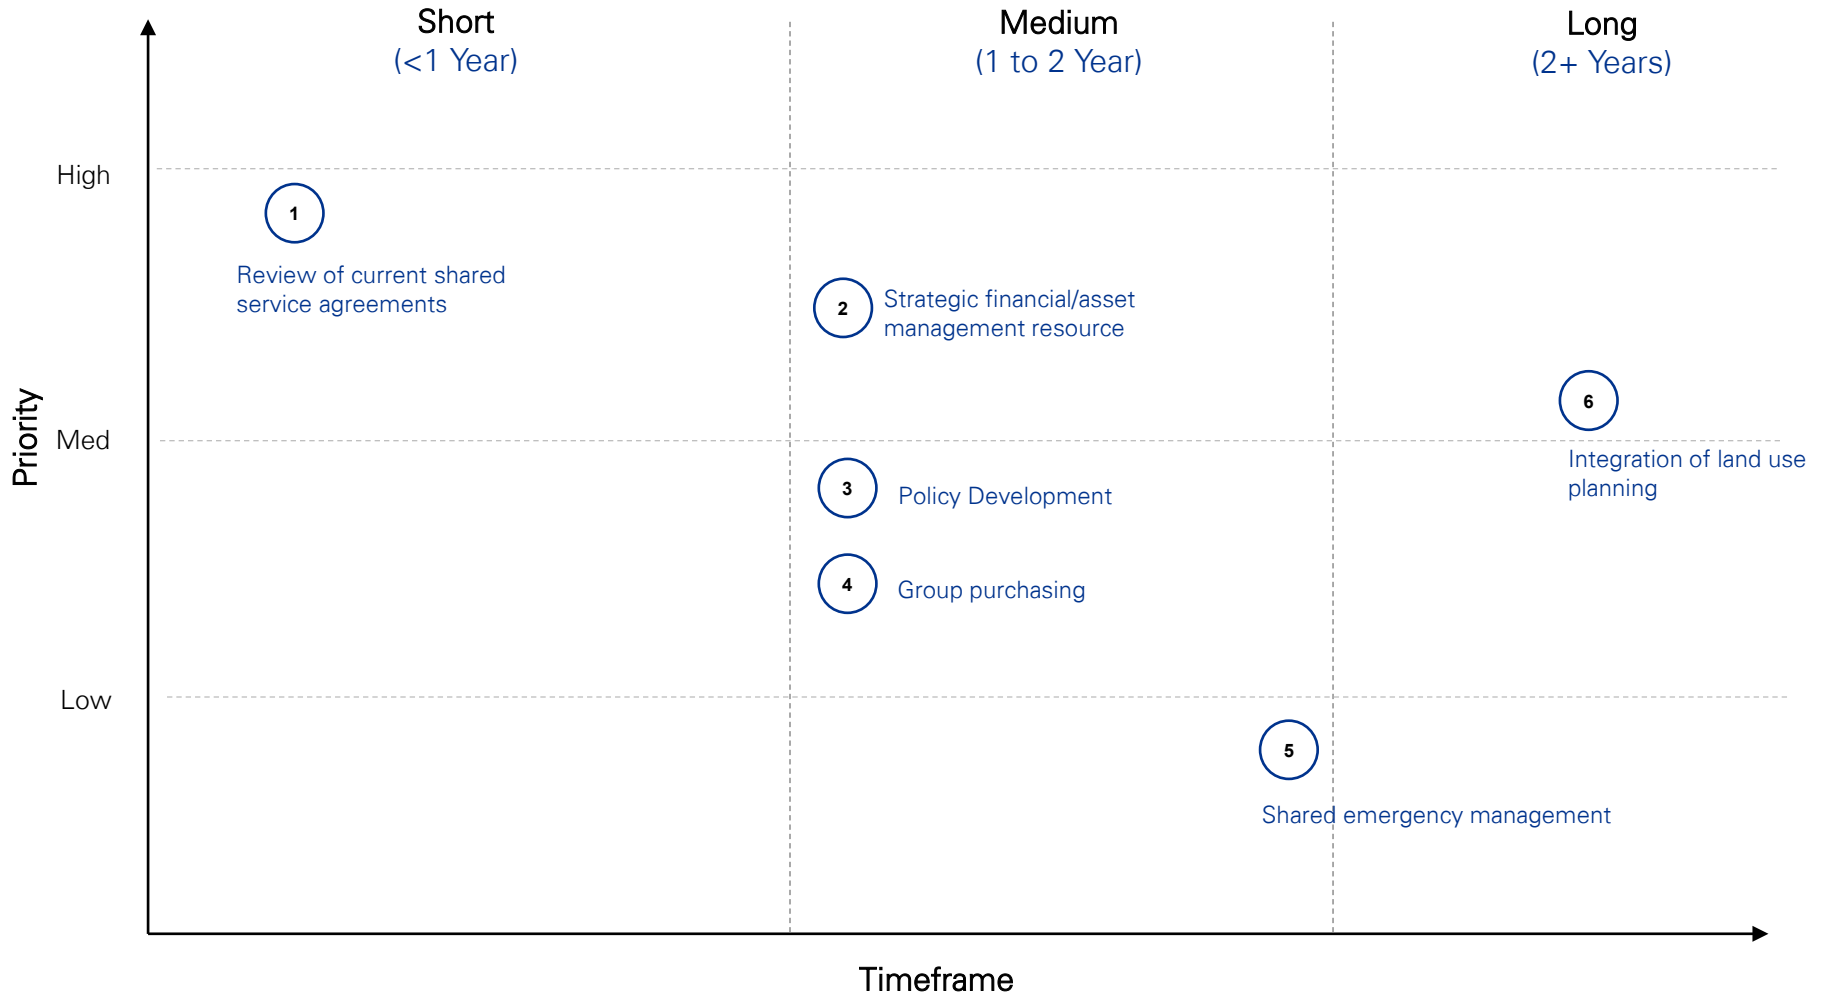 Short
(<1 Year)
Medium
(1 to 2 Year)
Long
(2+ Years)
High
1
Review of current shared
service agreements
2
Strategic financial/asset
management resource
6
Integration of land use
planning
Priority
Med
3
Policy Development
4
Group purchasing
Low
5
Shared emergency management
Timeframe